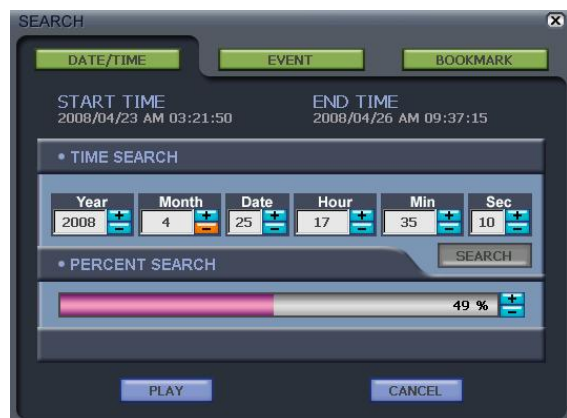 SEARCH
DATE/TIME EVENT BOOKMARK
START TIME END TIME
2008/04/23 AM 03:21:50 2008/04/26 AM 09:37:15
• TIME SEARCH
Year Month Date Hour Min Sec
2008 4 25 17 35 10
SEARCH
• PERCENT SEARCH
49 %
PLAY CANCEL